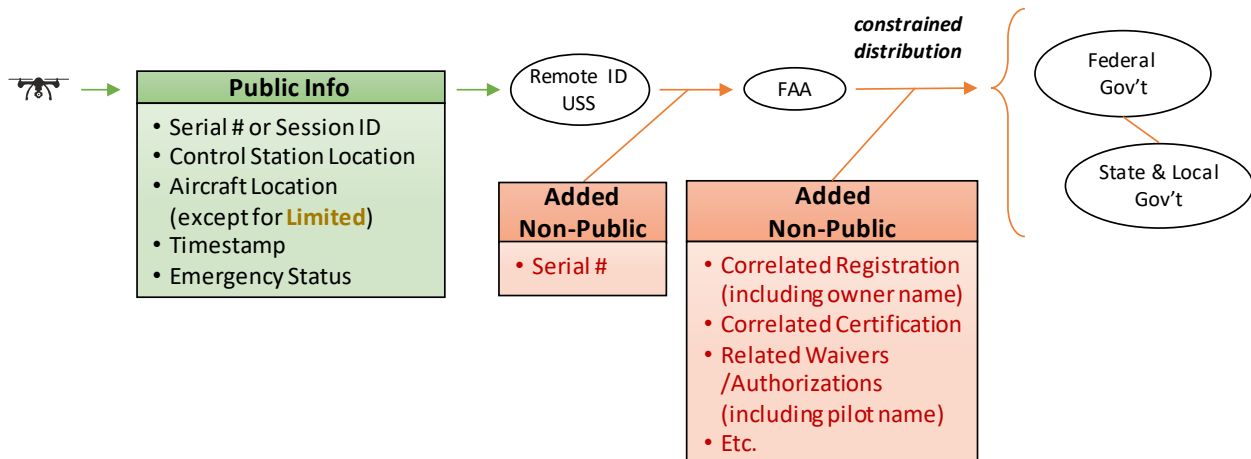 constrained
distribution
Public Info
• Serial # or Session ID
• Control Station Location
• Aircraft Location
(except for Limited)
• Timestamp
• Emergency Status
Remote ID
USS
FAA
Federal
Gov't
State & Local
Gov't
Added
Non-Public
• Serial #
Added
Non-Public
• Correlated Registration
(including owner name)
• Correlated Certification
• Related Waivers
/Authorizations
(including pilot name)
• Etc.